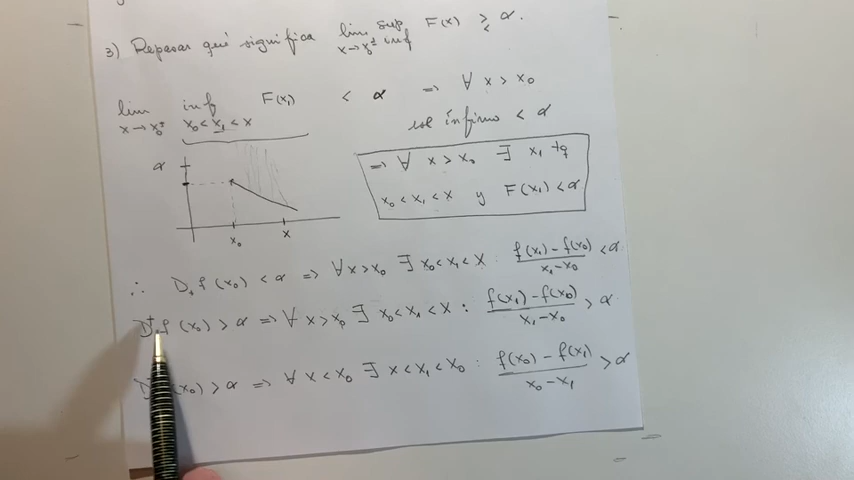 3) Repasar qué significa lim sup inf x→x₀± F(x) ≷ α.
lim x→x₀⁺ inf x₀<x₁<x F(x₁) < α ⇒ ∀ x > x₀
ese ínfimo < α
⇒ ∀ x > x₀ ∃ x₁ tq
x₀ < x₁ < x y F(x₁) < α
α
x₀ x
∴ D₊f(x₀) < α ⇒ ∀x>x₀ ∃ x₀<x₁<x : (f(x₁) − f(x₀))/(x₁−x₀) < α
D⁺f(x₀) > α ⇒ ∀ x > x₀ ∃ x₀<x₁<x : (f(x₁) − f(x₀))/(x₁−x₀) > α
D (x₀) > α ⇒ ∀ x < x₀ ∃ x < x₁ < x₀ : (f(x₀) − f(x₁))/(x₀−x₁) > α